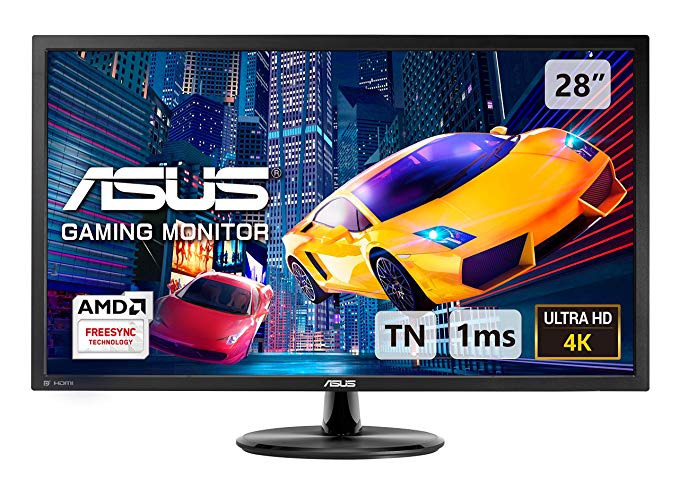 28"
ASUS®
GAMING MONITOR
AMD
FREESYNC
TECHNOLOGY
TN
1ms
ULTRA HD
4K
HDMI
ASUS